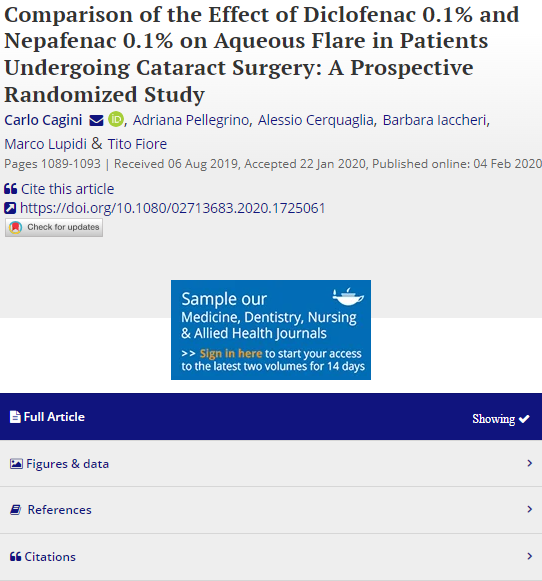 Comparison of the Effect of Diclofenac 0.1% and
Nepafenac 0.1% on Aqueous Flare in Patients
Undergoing Cataract Surgery: A Prospective
Randomized Study
Carlo Cagini iD, Adriana Pellegrino, Alessio Cerquaglia, Barbara Iaccheri,
Marco Lupidi & Tito Fiore
Pages 1089-1093 | Received 06 Aug 2019, Accepted 22 Jan 2020, Published online: 04 Feb 2020
Cite this article
https://doi.org/10.1080/02713683.2020.1725061
Check for updates
Sample our
Medicine, Dentistry, Nursing
& Allied Health Journals
>> Sign in here to start your access
to the latest two volumes for 14 days
Full Article Showing
Figures & data
References
Citations